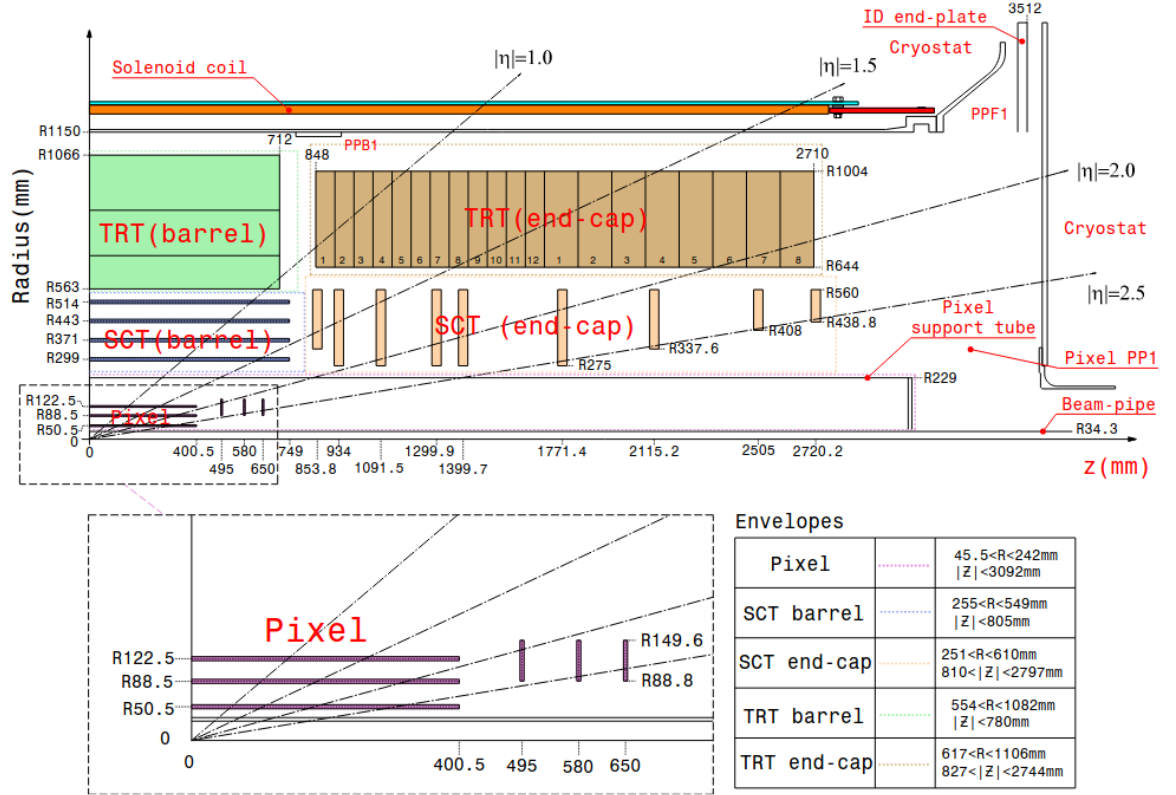 3512
ID end-plate
Cryostat
|η|=1.0
|η|=1.5
Solenoid coil
PPF1
R1150
712
PPB1
848
2710
R1066
R1004
|η|=2.0
TRT(barrel)
TRT(end-cap)
Cryostat
Radius(mm)
1 2 3 4 5 6 7 8 9 10 11 12 1 2 3 4 5 6 7 8
R644
R563
R560
|η|=2.5
R514
Pixel
support tube
R443
SCT(barrel)
SCT (end-cap)
R438.8
R408
R371
R337.6
Pixel PP1
R299
R275
R229
R122.5
Pixel
Beam-pipe
R88.5
R50.5
R34.3
0
0
400.5
495
580
650
749
853.8
934
1091.5
1299.9
1399.7
1771.4
2115.2
2505
2720.2
z(mm)
Pixel
R149.6
R122.5
R88.5
R88.8
R50.5
0
0
400.5
495
580
650
Envelopes
Pixel
45.5<R<242mm
|Z|<3092mm
SCT barrel
255<R<549mm
|Z|<805mm
SCT end-cap
251<R<610mm
810<|Z|<2797mm
TRT barrel
554<R<1082mm
|Z|<780mm
TRT end-cap
617<R<1106mm
827<|Z|<2744mm